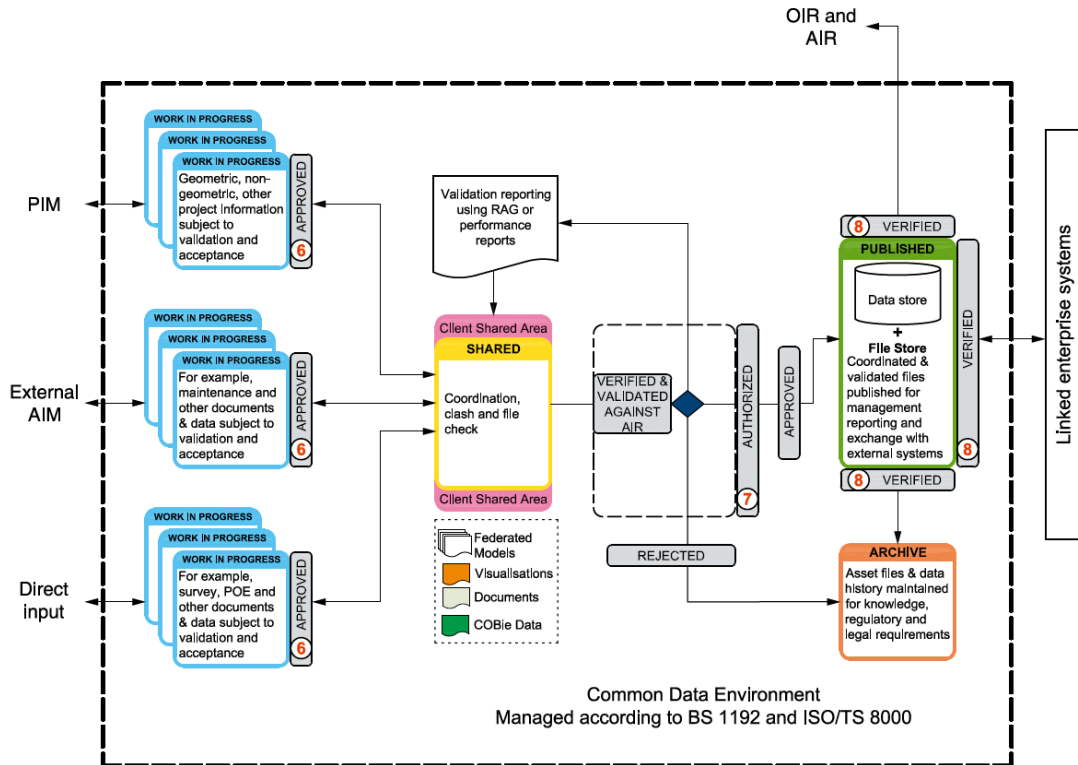 OIR and
AIR
WORK IN PROGRESS
WORK IN PROGRESS
WORK IN PROGRESS
Geometric, non-
geometric, other
project Information
subject to
validation and
acceptance
APPROVED
6
PIM
Validation reporting
using RAG or
performance
reports
8 VERIFIED
PUBLISHED
Data store
+
File Store
Coordinated &
validated files
published for
management
reporting and
exchange with
external systems
VERIFIED
8
8 VERIFIED
Linked enterprise systems
WORK IN PROGRESS
WORK IN PROGRESS
WORK IN PROGRESS
For example,
maintenance and
other documents
& data subject to
validation and
acceptance
APPROVED
6
External
AIM
Client Shared Area
SHARED
Coordination,
clash and file
check
Client Shared Area
VERIFIED &
VALIDATED
AGAINST
AIR
AUTHORIZED
7
APPROVED
REJECTED
WORK IN PROGRESS
WORK IN PROGRESS
WORK IN PROGRESS
For example,
survey, POE and
other documents
& data subject to
validation and
acceptance
APPROVED
6
Direct
input
Federated
Models
Visualisations
Documents
COBie Data
ARCHIVE
Asset files & data
history maintained
for knowledge,
regulatory and
legal requirements
Common Data Environment
Managed according to BS 1192 and ISO/TS 8000